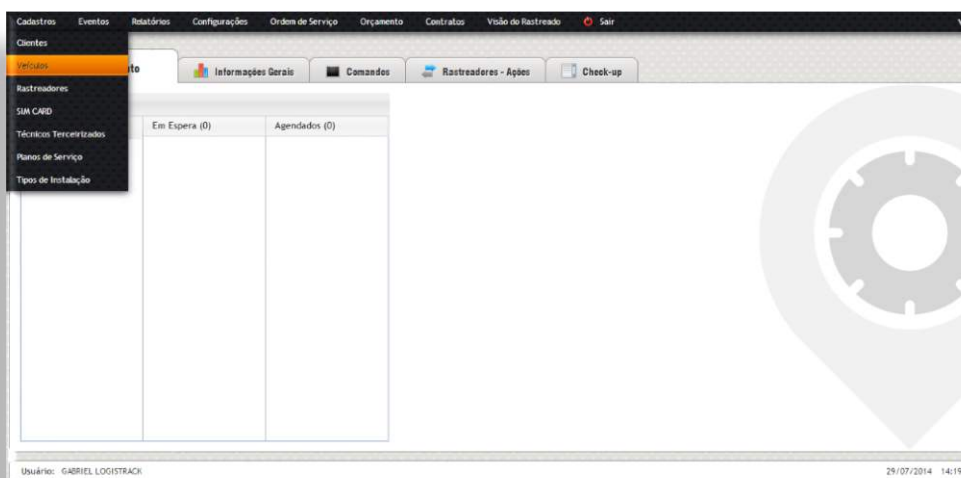 Cadastros Eventos Relatórios Configurações Ordem de Serviço Orçamento Contratos Visão do Rastreado Sair
Clientes
Veículos
Rastreadores
SIM CARD
Técnicos Terceirizados
Planos de Serviço
Tipos de Instalação
Informações Gerais Comandos Rastreadores - Ações Check-up
Em Espera (0) Agendados (0)
Usuário: GABRIEL LOGISTRACK 29/07/2014 14:19